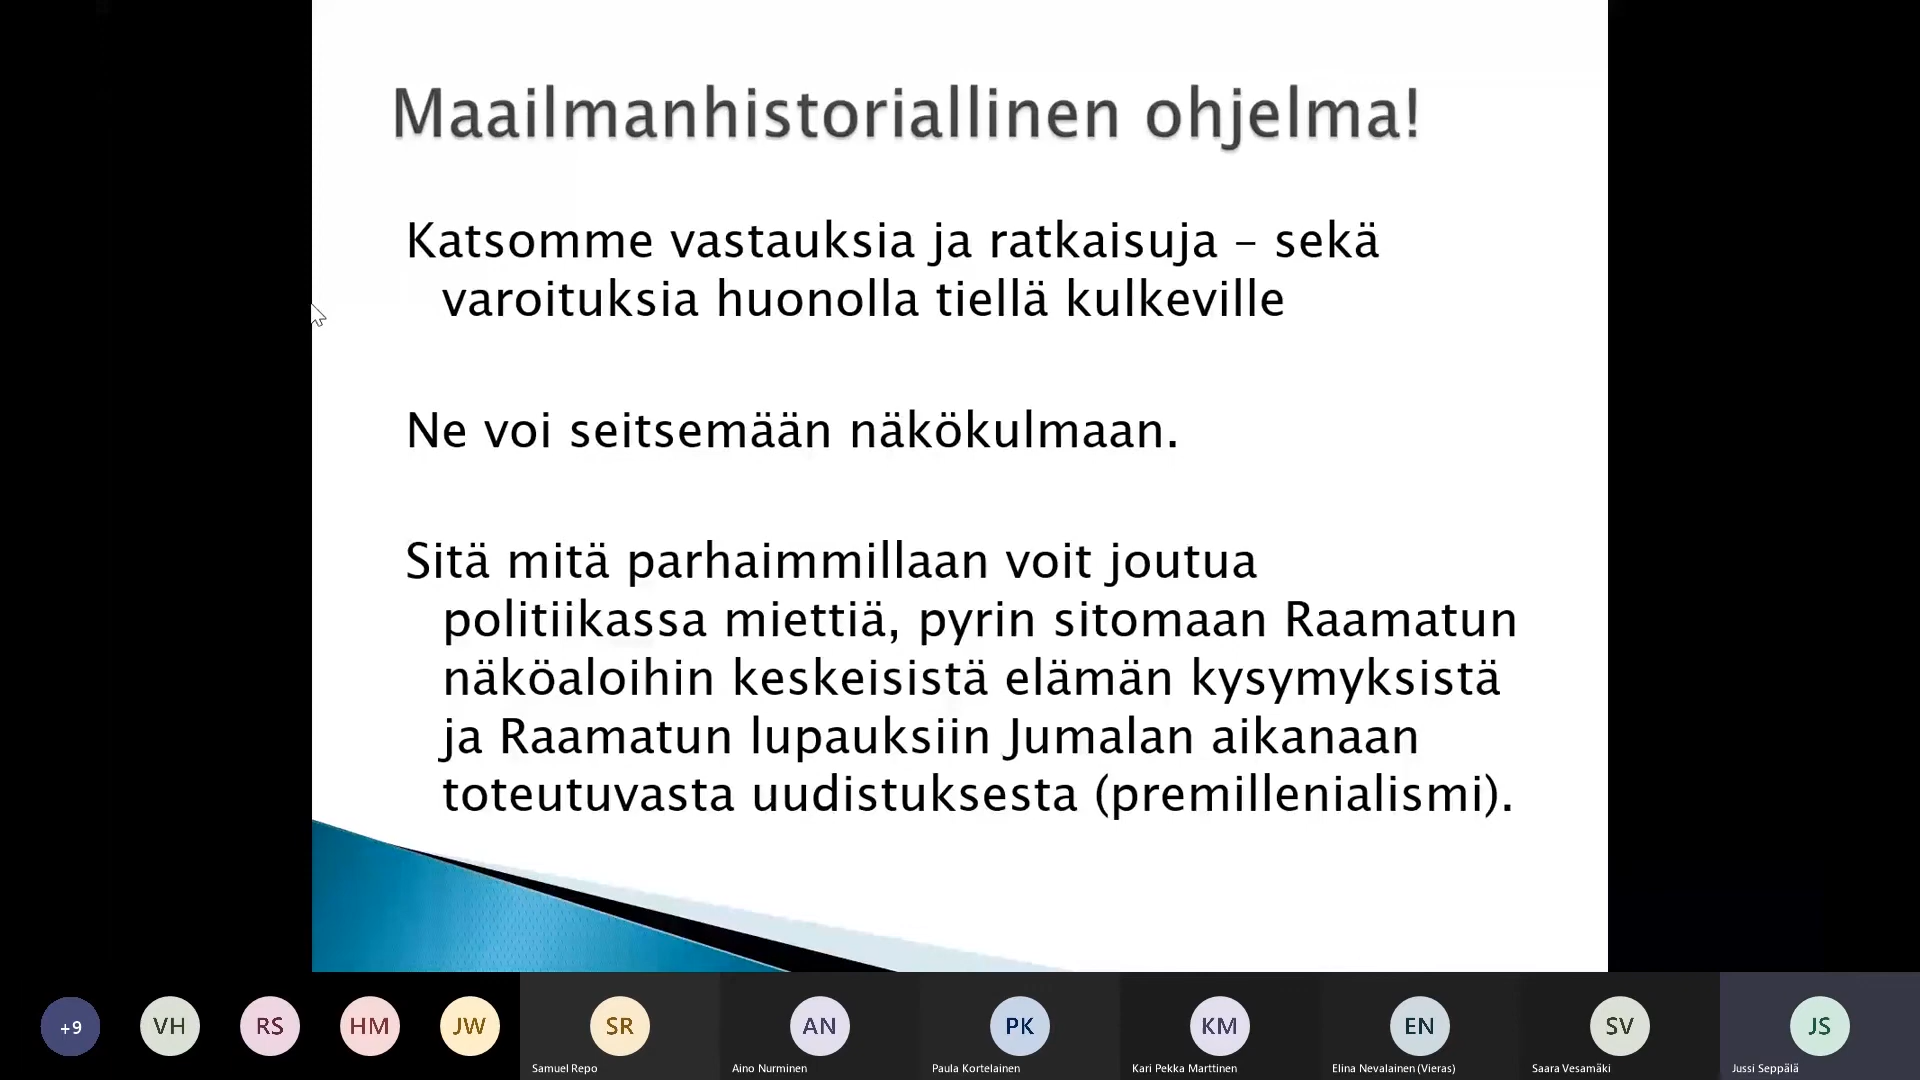 Maailmanhistoriallinen ohjelma!
Katsomme vastauksia ja ratkaisuja – sekä
varoituksia huonolla tiellä kulkeville
Ne voi seitsemään näkökulmaan.
Sitä mitä parhaimmillaan voit joutua
politiikassa miettiä, pyrin sitomaan Raamatun
näköaloihin keskeisistä elämän kysymyksistä
ja Raamatun lupauksiin Jumalan aikanaan
toteutuvasta uudistuksesta (premillenialismi).
+9 VH RS HM JW SR AN PK KM EN SV JS
Samuel Repo Aino Nurminen Paula Kortelainen Kari Pekka Marttinen Elina Nevalainen (Vieras) Saara Vesamäki Jussi Seppälä